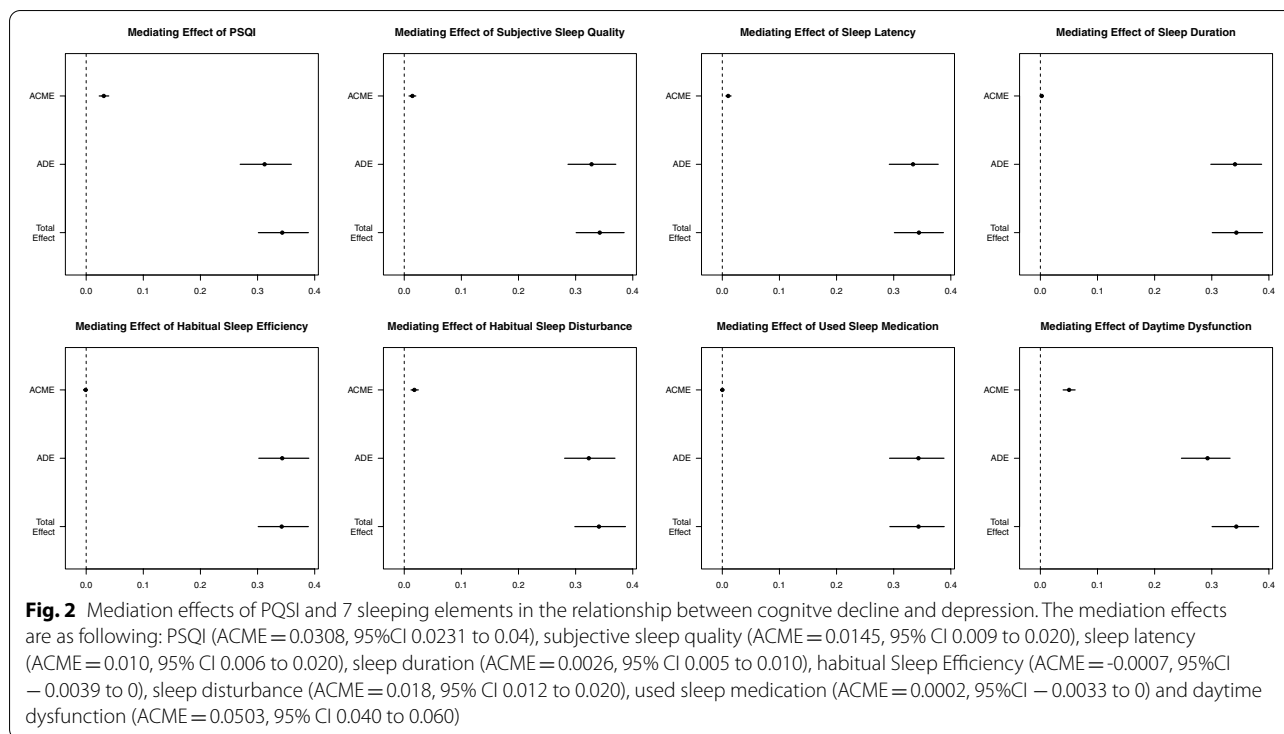 Mediating Effect of PSQI
ACME
ADE
Total
Effect
0.0 0.1 0.2 0.3 0.4
Mediating Effect of Subjective Sleep Quality
ACME
ADE
Total
Effect
0.0 0.1 0.2 0.3 0.4
Mediating Effect of Sleep Latency
ACME
ADE
Total
Effect
0.0 0.1 0.2 0.3 0.4
Mediating Effect of Sleep Duration
ACME
ADE
Total
Effect
0.0 0.1 0.2 0.3 0.4
Mediating Effect of Habitual Sleep Efficiency
ACME
ADE
Total
Effect
0.0 0.1 0.2 0.3 0.4
Mediating Effect of Habitual Sleep Disturbance
ACME
ADE
Total
Effect
0.0 0.1 0.2 0.3 0.4
Mediating Effect of Used Sleep Medication
ACME
ADE
Total
Effect
0.0 0.1 0.2 0.3 0.4
Mediating Effect of Daytime Dysfunction
ACME
ADE
Total
Effect
0.0 0.1 0.2 0.3 0.4
Fig. 2 Mediation effects of PQSI and 7 sleeping elements in the relationship between cognitve decline and depression. The mediation effects
are as following: PSQI (ACME = 0.0308, 95%CI 0.0231 to 0.04), subjective sleep quality (ACME = 0.0145, 95% CI 0.009 to 0.020), sleep latency
(ACME = 0.010, 95% CI 0.006 to 0.020), sleep duration (ACME = 0.0026, 95% CI 0.005 to 0.010), habitual Sleep Efficiency (ACME = -0.0007, 95%CI
− 0.0039 to 0), sleep disturbance (ACME = 0.018, 95% CI 0.012 to 0.020), used sleep medication (ACME = 0.0002, 95%CI − 0.0033 to 0) and daytime
dysfunction (ACME = 0.0503, 95% CI 0.040 to 0.060)